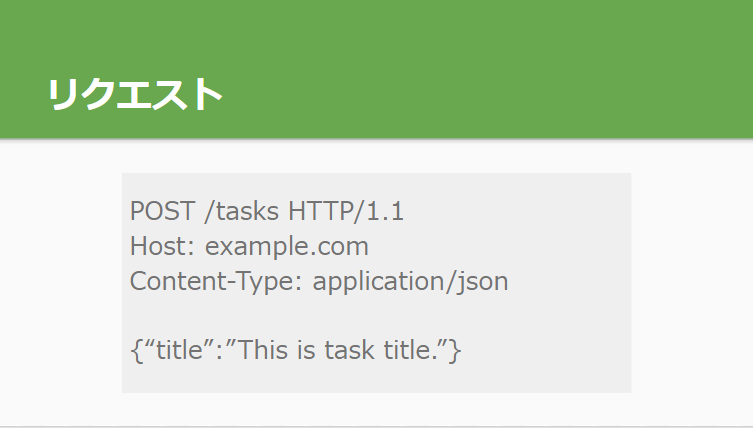 リクエスト
POST /tasks HTTP/1.1
Host: example.com
Content-Type: application/json
{“title”:”This is task title.”}